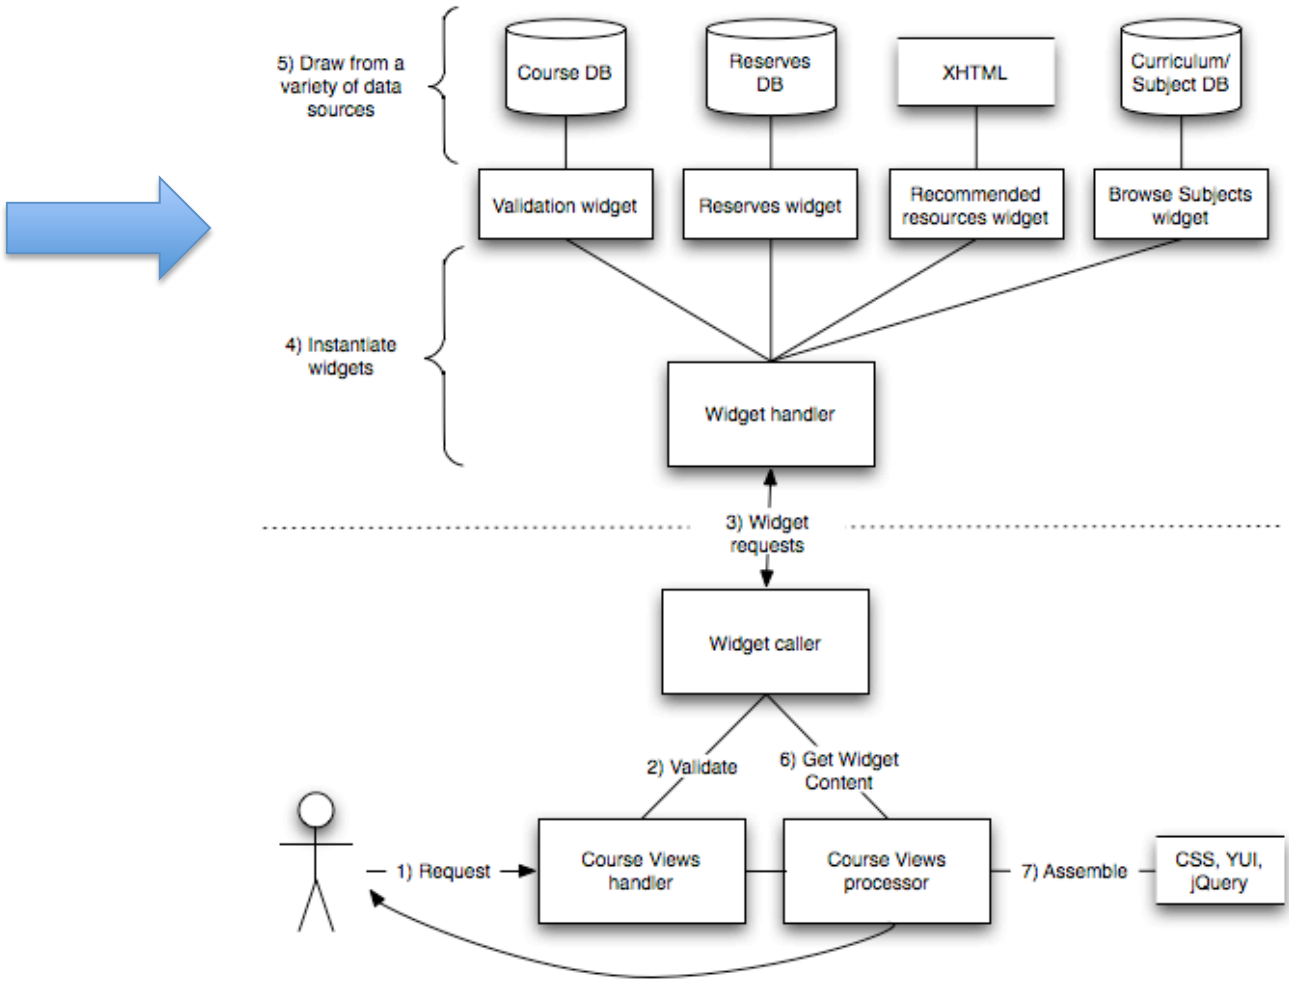 5) Draw from a
variety of data
sources
Course DB
Reserves
DB
XHTML
Curriculum/
Subject DB
Validation widget
Reserves widget
Recommended
resources widget
Browse Subjects
widget
4) Instantiate
widgets
Widget handler
3) Widget
requests
Widget caller
2) Validate
6) Get Widget
Content
1) Request
Course Views
handler
Course Views
processor
7) Assemble
CSS, YUI,
jQuery